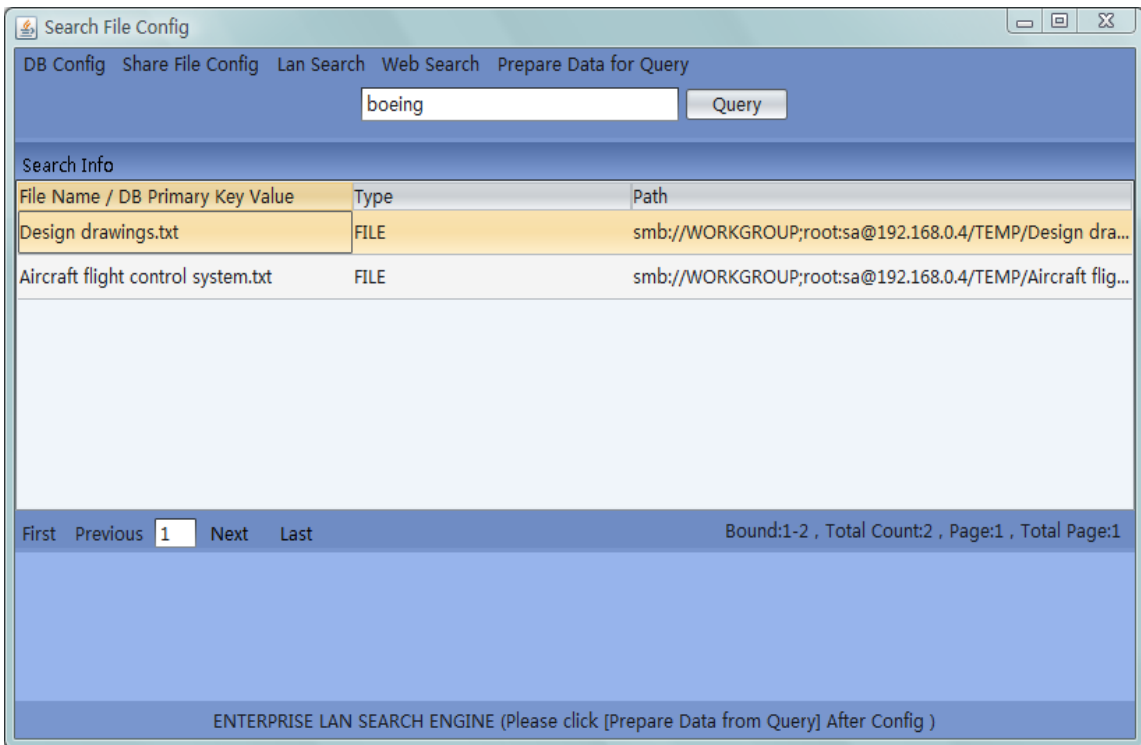 Search File Config
DB Config Share File Config Lan Search Web Search Prepare Data for Query
boeing Query
Search Info
File Name / DB Primary Key Value Type Path
Design drawings.txt FILE smb://WORKGROUP;root:sa@192.168.0.4/TEMP/Design dra...
Aircraft flight control system.txt FILE smb://WORKGROUP;root:sa@192.168.0.4/TEMP/Aircraft flig...
First Previous 1 Next Last Bound:1-2 , Total Count:2 , Page:1 , Total Page:1
ENTERPRISE LAN SEARCH ENGINE (Please click [Prepare Data from Query] After Config )